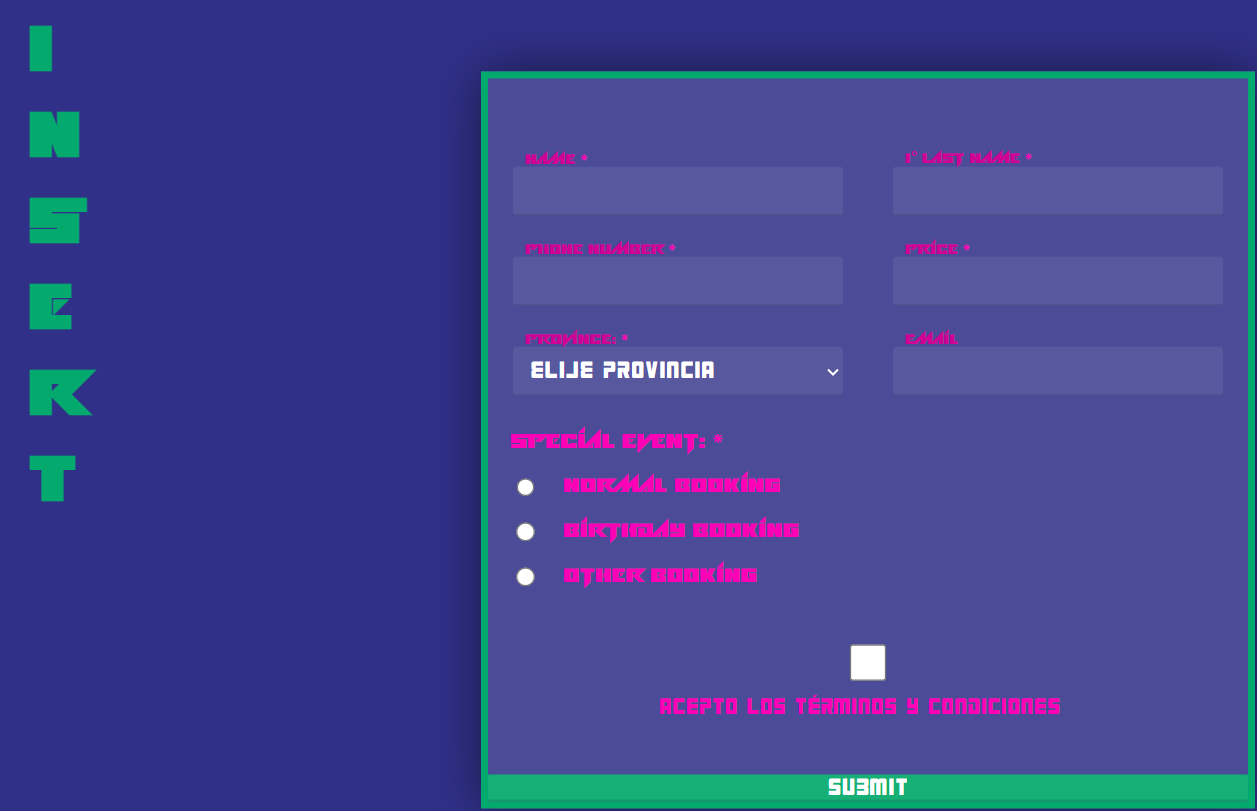 INSERT
NAME *
1º LAST NAME *
PHONE NUMBER *
PRICE *
PROVINCE: *
EMAIL
ELIJE PROVINCIA
SPECIAL EVENT: *
NORMAL BOOKING
BIRTHDAY BOOKING
OTHER BOOKING
ACEPTO LOS TÉRMINOS Y CONDICIONES
SUBMIT